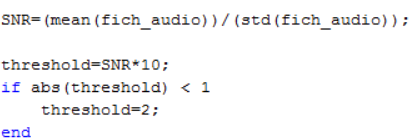 SNR=(mean(fich_audio))/(std(fich_audio));
threshold=SNR*10;
if abs(threshold) < 1
    threshold=2;
end